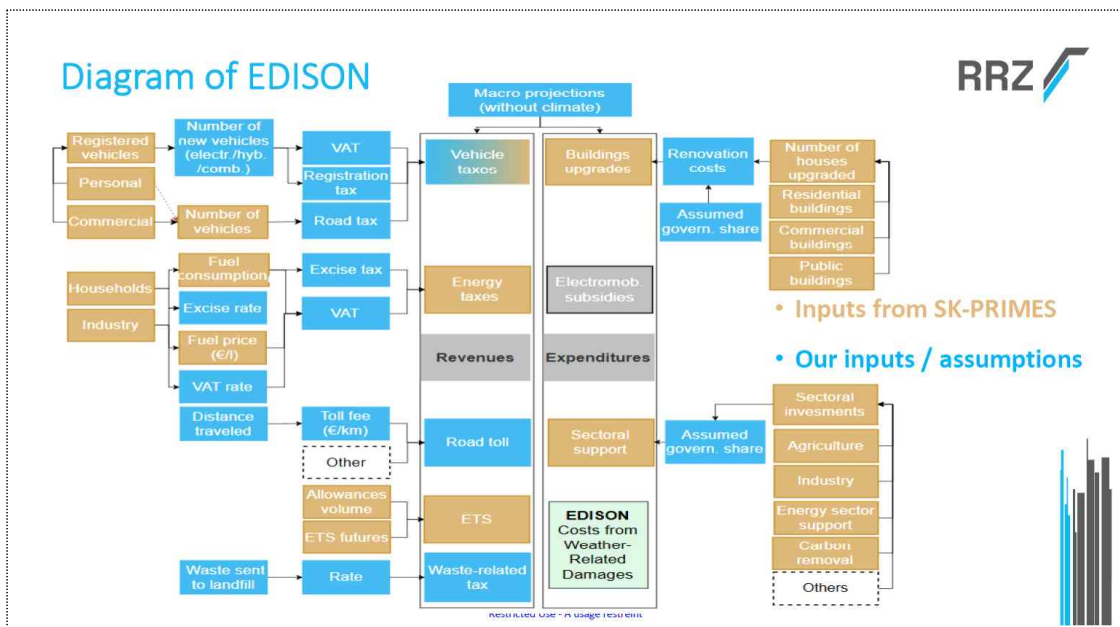 Diagram of EDISON
RRZ
Macro projections
(without climate)
Registered
vehicles
Personal
Commercial
Number of
new vehicles
(electr./hyb.
/comb.)
Number of
vehicles
VAT
Registration
tax
Road tax
Vehicle
taxes
Buildings
upgrades
Renovation
costs
Assumed
govern. share
Number of
houses
upgraded
Residential
buildings
Commercial
buildings
Public
buildings
Households
Industry
Fuel
consumption/
Excise rate
Fuel price
(€/l)
VAT rate
Excise tax
VAT
Energy
taxes
Electromob.
subsidies
• Inputs from SK-PRIMES
• Our inputs / assumptions
Revenues
Expenditures
Distance
traveled
Toll fee
(€/km)
Other
Road toll
Sectoral
support
Assumed
govern. share
Sectoral
invesments
Agriculture
Industry
Energy sector
support
Carbon
removal
Others
Allowances
volume
ETS futures
ETS
EDISON
Costs from
Weather-
Related
Damages
Waste sent
to landfill
Rate
Waste-related
tax
Restricted Use - A usage restreint